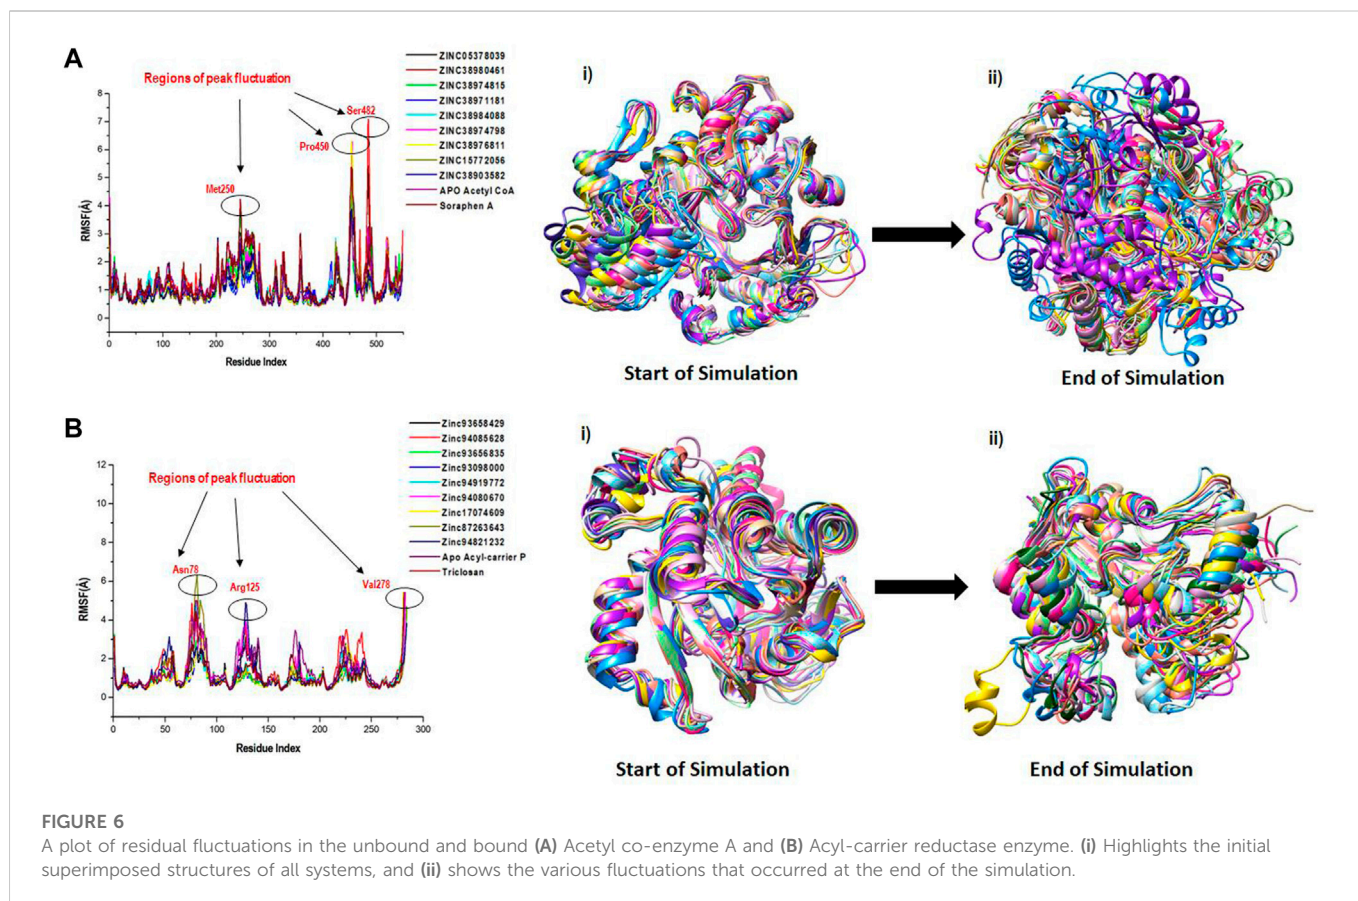 A
Regions of peak fluctuation
Ser482
Pro450
Met250
8
7
6
5
4
3
2
1
0
RMSF(Å)
0 100 200 300 400 500
Residue Index
ZINC05378039
ZINC38980461
ZINC38974815
ZINC38971181
ZINC38984088
ZINC38974798
ZINC38976811
ZINC15772056
ZINC38903582
APO Acetyl CoA
Soraphen A
i)
Start of Simulation
ii)
End of Simulation
B
Regions of peak fluctuation
Asn78
Arg125
Val278
12
10
8
6
4
2
0
RMSF(Å)
0 50 100 150 200 250 300
Residue Index
Zinc93658429
Zinc94085628
Zinc93656835
Zinc93098000
Zinc94919772
Zinc94080670
Zinc17074609
Zinc87263643
Zinc94821232
Apo Acyl-carrier P
Triclosan
i)
Start of Simulation
ii)
End of Simulation
FIGURE 6
A plot of residual fluctuations in the unbound and bound (A) Acetyl co-enzyme A and (B) Acyl-carrier reductase enzyme. (i) Highlights the initial
superimposed structures of all systems, and (ii) shows the various fluctuations that occurred at the end of the simulation.